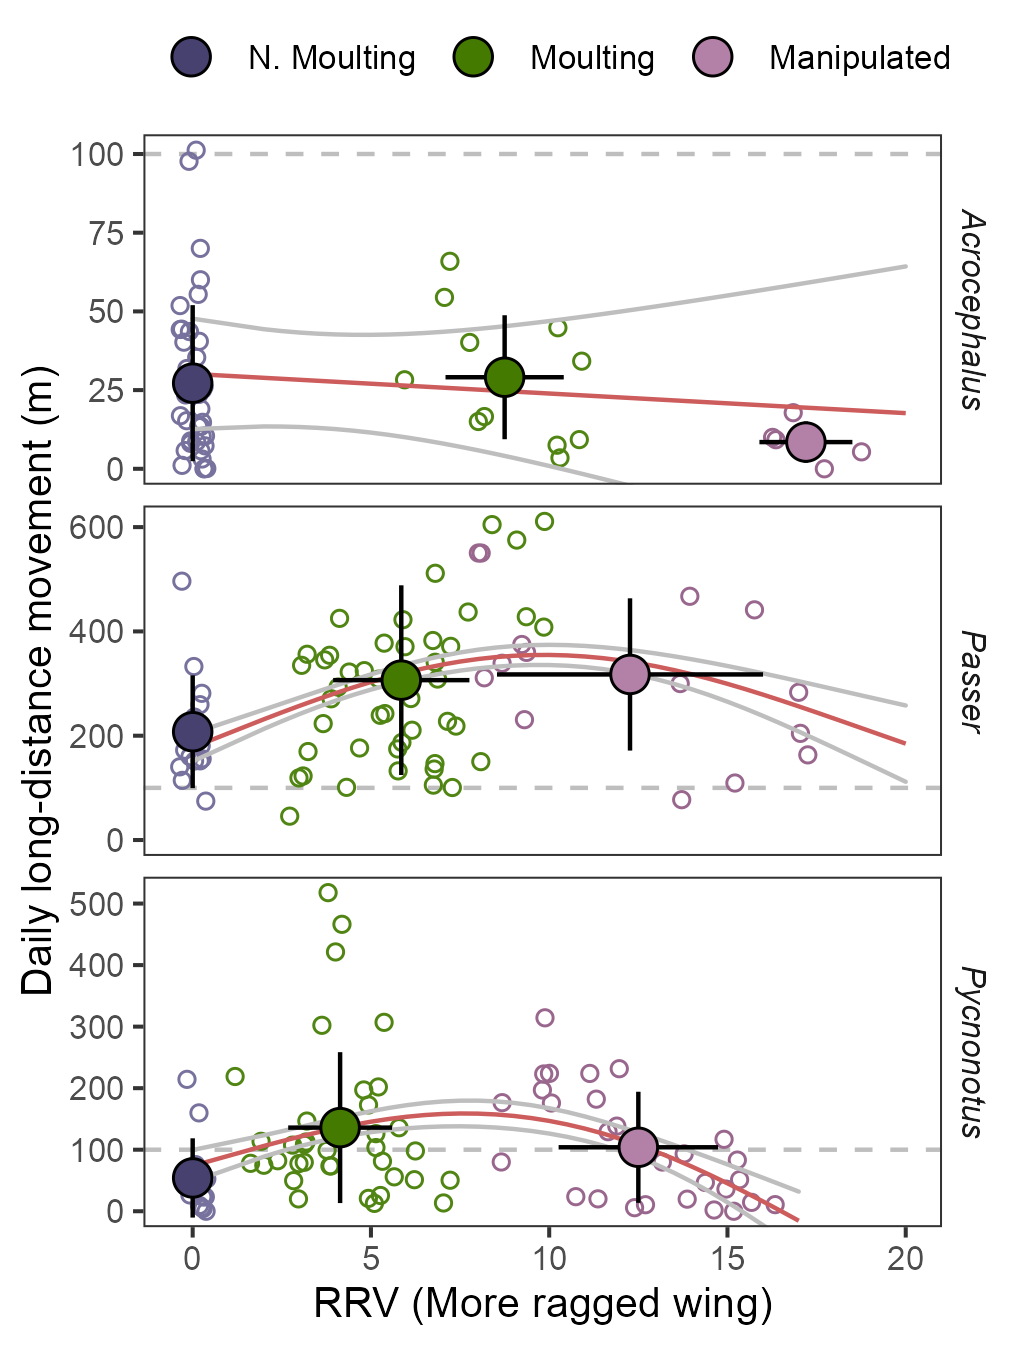 N. Moulting Moulting Manipulated
100
75
50
25
0
Acrocephalus
600
400
200
0
Passer
500
400
300
200
100
0
Pycnonotus
Daily long-distance movement (m)
0 5 10 15 20
RRV (More ragged wing)